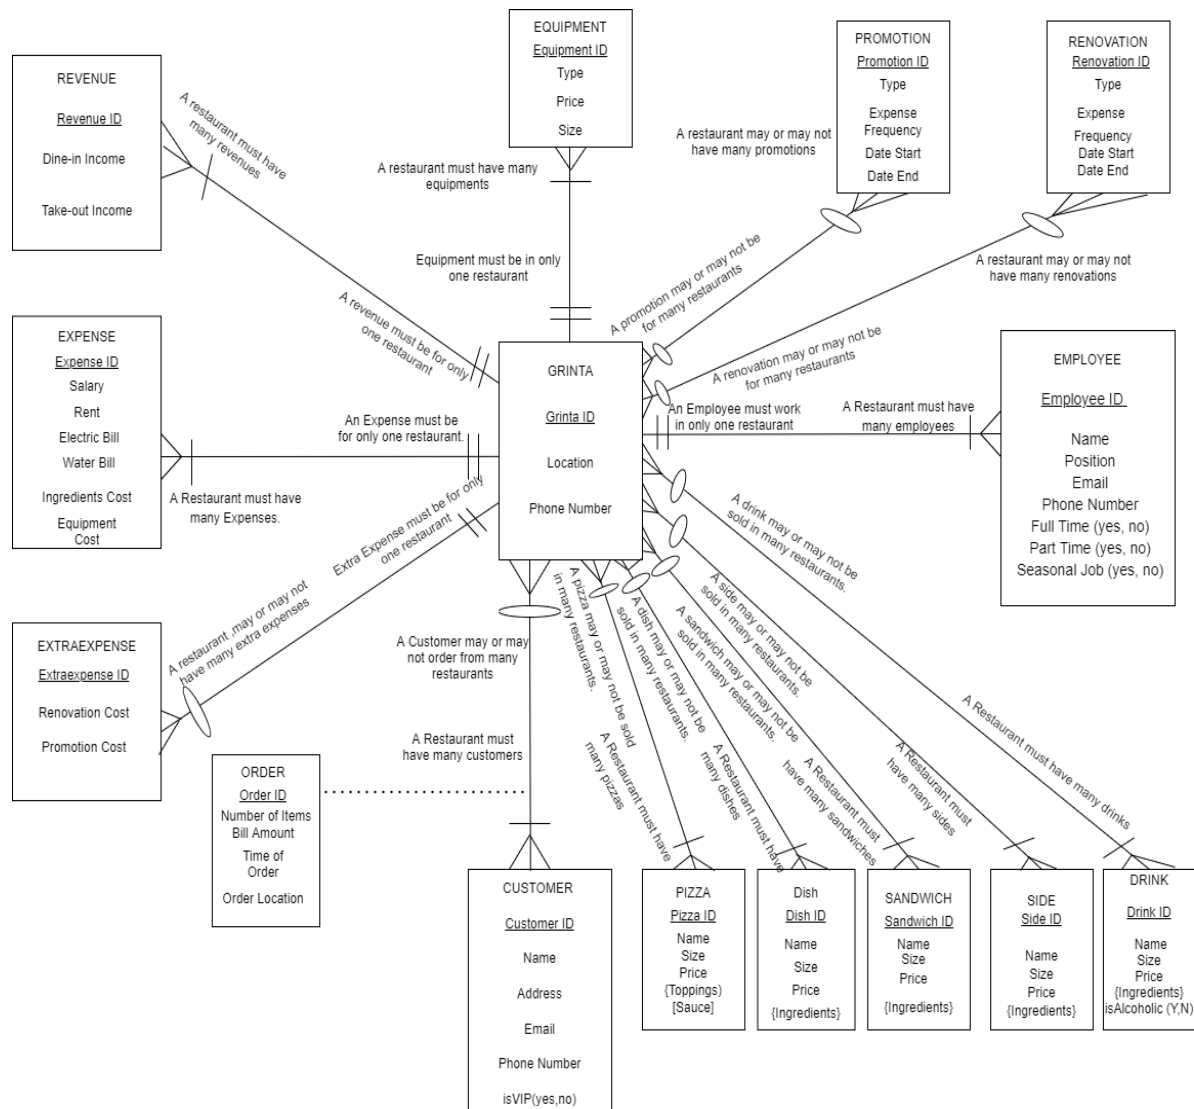 REVENUE
Revenue ID
Dine-in Income
Take-out Income
A restaurant must have
many revenues
A revenue must be for only
one restaurant
EQUIPMENT
Equipment ID
Type
Price
Size
A restaurant must have many
equipments
Equipment must be in only
one restaurant
PROMOTION
Promotion ID
Type
Expense
Frequency
Date Start
Date End
A restaurant may or may not
have many promotions
A promotion may or may not be
for many restaurants
RENOVATION
Renovation ID
Type
Expense
Frequency
Date Start
Date End
A restaurant may or may not
have many renovations
A renovation may or may not be
for many restaurants
EXPENSE
Expense ID
Salary
Rent
Electric Bill
Water Bill
Ingredients Cost
Equipment
Cost
An Expense must be
for only one restaurant.
A Restaurant must have
many Expenses.
GRINTA
Grinta ID
Location
Phone Number
An Employee must work
in only one restaurant
A Restaurant must have
many employees
EMPLOYEE
Employee ID
Name
Position
Email
Phone Number
Full Time (yes, no)
Part Time (yes, no)
Seasonal Job (yes, no)
EXTRAEXPENSE
Extraexpense ID
Renovation Cost
Promotion Cost
A restaurant ,may or may not
have many extra expenses
Extra Expense must be for only
one restaurant
ORDER
Order ID
Number of Items
Bill Amount
Time of
Order
Order Location
A Customer may or may
not order from many
restaurants
A Restaurant must
have many customers
CUSTOMER
Customer ID
Name
Address
Email
Phone Number
isVIP(yes,no)
A pizza may or may not be sold
in many restaurants.
A Restaurant must have
many pizzas
PIZZA
Pizza ID
Name
Size
Price
{Toppings)
[Sauce]
A dish may or may not be
sold in many restaurants.
A Restaurant must have
many dishes
Dish
Dish ID
Name
Size
Price
{Ingredients}
A sandwich may or may not be
sold in many restaurants.
A Restaurant must
have many sandwiches
SANDWICH
Sandwich ID
Name
Size
Price
{Ingredients}
A side may or may not be
sold in many restaurants.
A Restaurant must
have many sides
SIDE
Side ID
Name
Size
Price
{Ingredients}
A drink may or may not be
sold in many restaurants.
A Restaurant must have many drinks
DRINK
Drink ID
Name
Size
Price
{Ingredients}
isAlcoholic (Y,N)